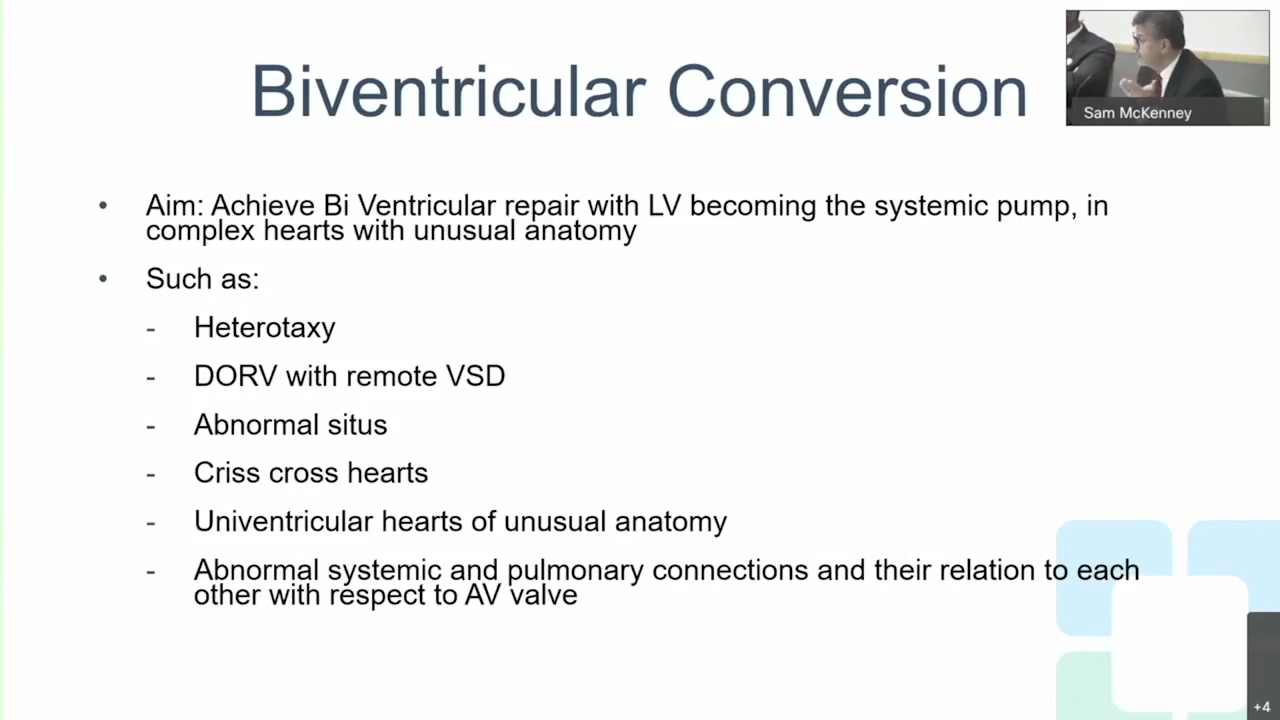 Biventricular Conversion
Sam McKenney
• Aim: Achieve Bi Ventricular repair with LV becoming the systemic pump, in
complex hearts with unusual anatomy
• Such as:
- Heterotaxy
- DORV with remote VSD
- Abnormal situs
- Criss cross hearts
- Univentricular hearts of unusual anatomy
- Abnormal systemic and pulmonary connections and their relation to each
other with respect to AV valve
+4